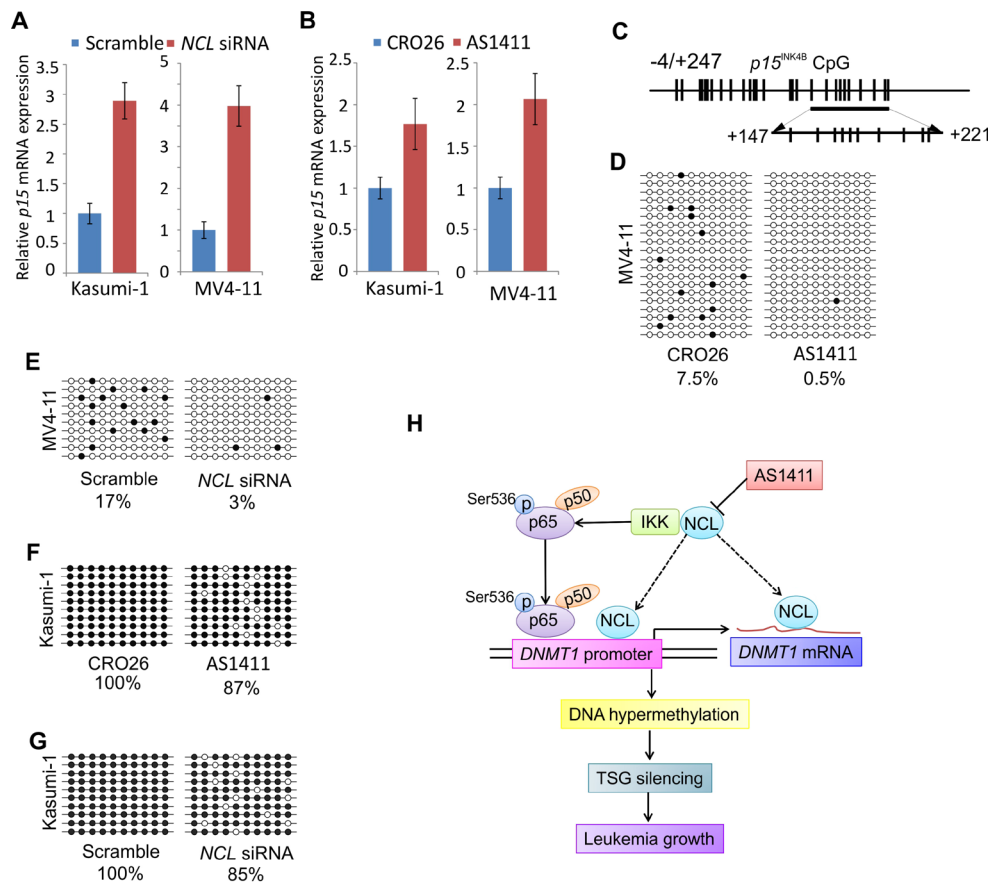 A
Scramble NCL siRNA
Relative p15 mRNA expression
3.5
3
2.5
2
1.5
1
0.5
0
Kasumi-1
6
5
4
3
2
1
0
MV4-11
B
CRO26 AS1411
Relative p15 mRNA expression
2.5
2
1.5
1
0.5
0
Kasumi-1
2.5
2
1.5
1
0.5
0
MV4-11
C
-4/+247 p15INK4B CpG
+147 +221
D
MV4-11
CRO26 AS1411
7.5% 0.5%
E
MV4-11
Scramble NCL siRNA
17% 3%
F
Kasumi-1
CRO26 AS1411
100% 87%
G
Kasumi-1
Scramble NCL siRNA
100% 85%
H
AS1411
Ser536 p p50
p65 IKK NCL
Ser536 p p50
p65 NCL NCL
DNMT1 promoter DNMT1 mRNA
DNA hypermethylation
TSG silencing
Leukemia growth